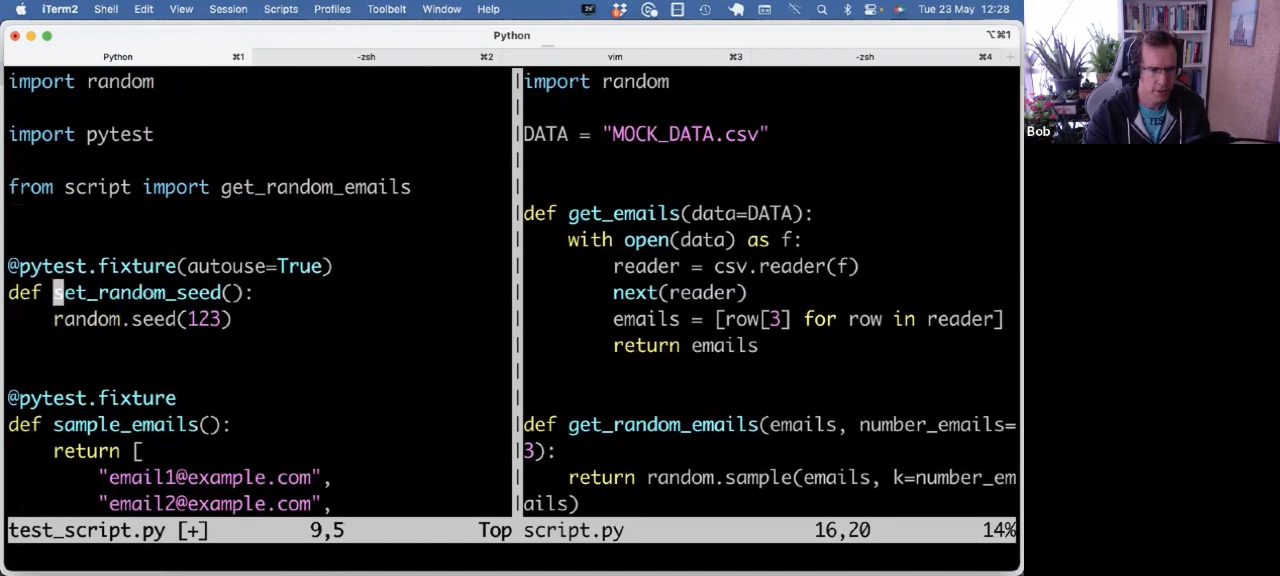 iTerm2 Shell Edit View Session Scripts Profiles Toolbelt Window Help Tue 23 May 12:28
Python ⌥⌘1
Python ⌘1 -zsh ⌘2 vim ⌘3 -zsh ⌘4
import random
import pytest
from script import get_random_emails
@pytest.fixture(autouse=True)
def set_random_seed():
random.seed(123)
@pytest.fixture
def sample_emails():
return [
"email1@example.com",
"email2@example.com",
test_script.py [+] 9,5 Top
import random
DATA = "MOCK_DATA.csv"
def get_emails(data=DATA):
with open(data) as f:
reader = csv.reader(f)
next(reader)
emails = [row[3] for row in reader]
return emails
def get_random_emails(emails, number_emails=
3):
return random.sample(emails, k=number_em
ails)
script.py 16,20 14%
Bob